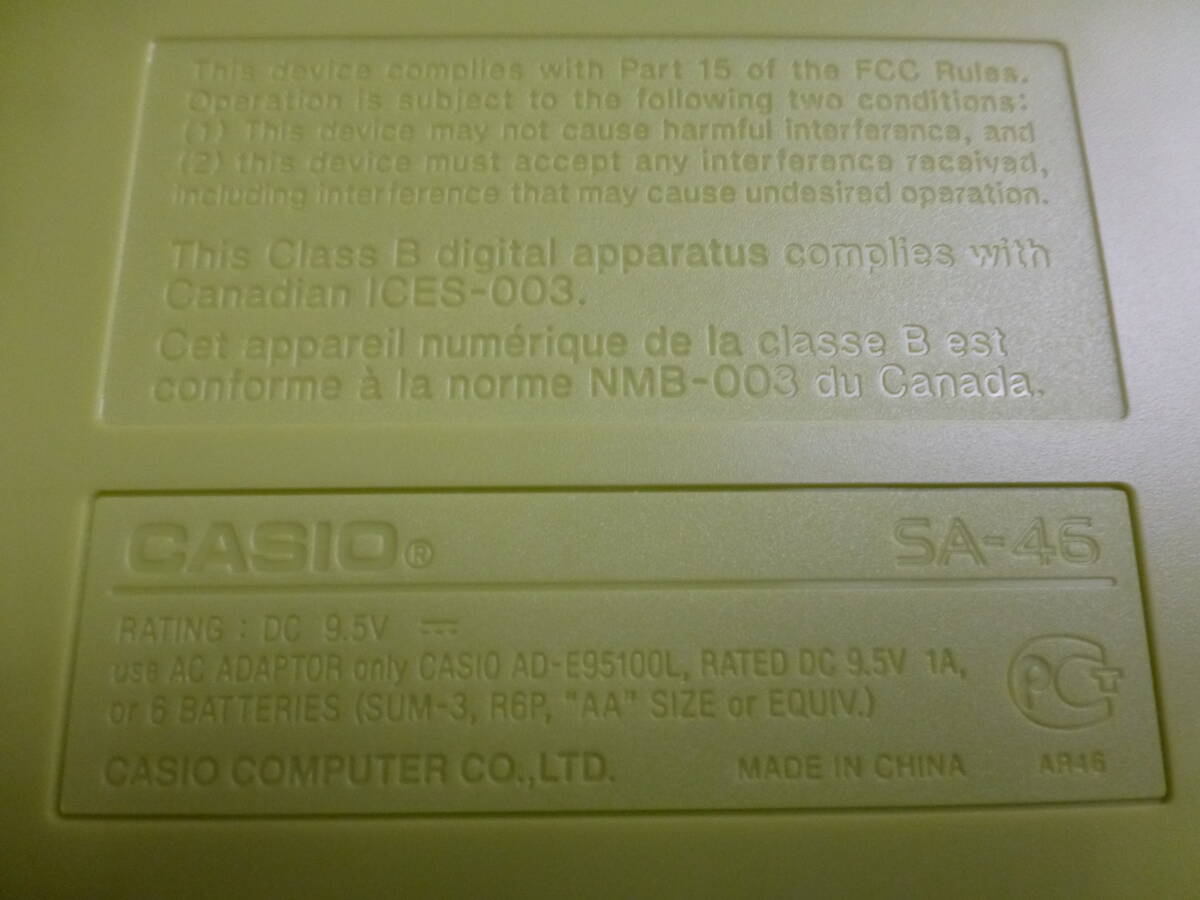 This device complies with Part 15 of the FCC Rules.
Operation is subject to the following two conditions:
(1) This device may not cause harmful interference, and
(2) this device must accept any interference received,
including interference that may cause undesired operation.
This Class B digital apparatus complies with
Canadian ICES-003.
Cet appareil numérique de la classe B est
conforme à la norme NMB-003 du Canada.
CASIO® SA-46
RATING : DC 9.5V ⎓
use AC ADAPTOR only CASIO AD-E95100L, RATED DC 9.5V 1A,
or 6 BATTERIES (SUM-3, R6P, "AA" SIZE or EQUIV.)
PCT
CASIO COMPUTER CO.,LTD. MADE IN CHINA AR46